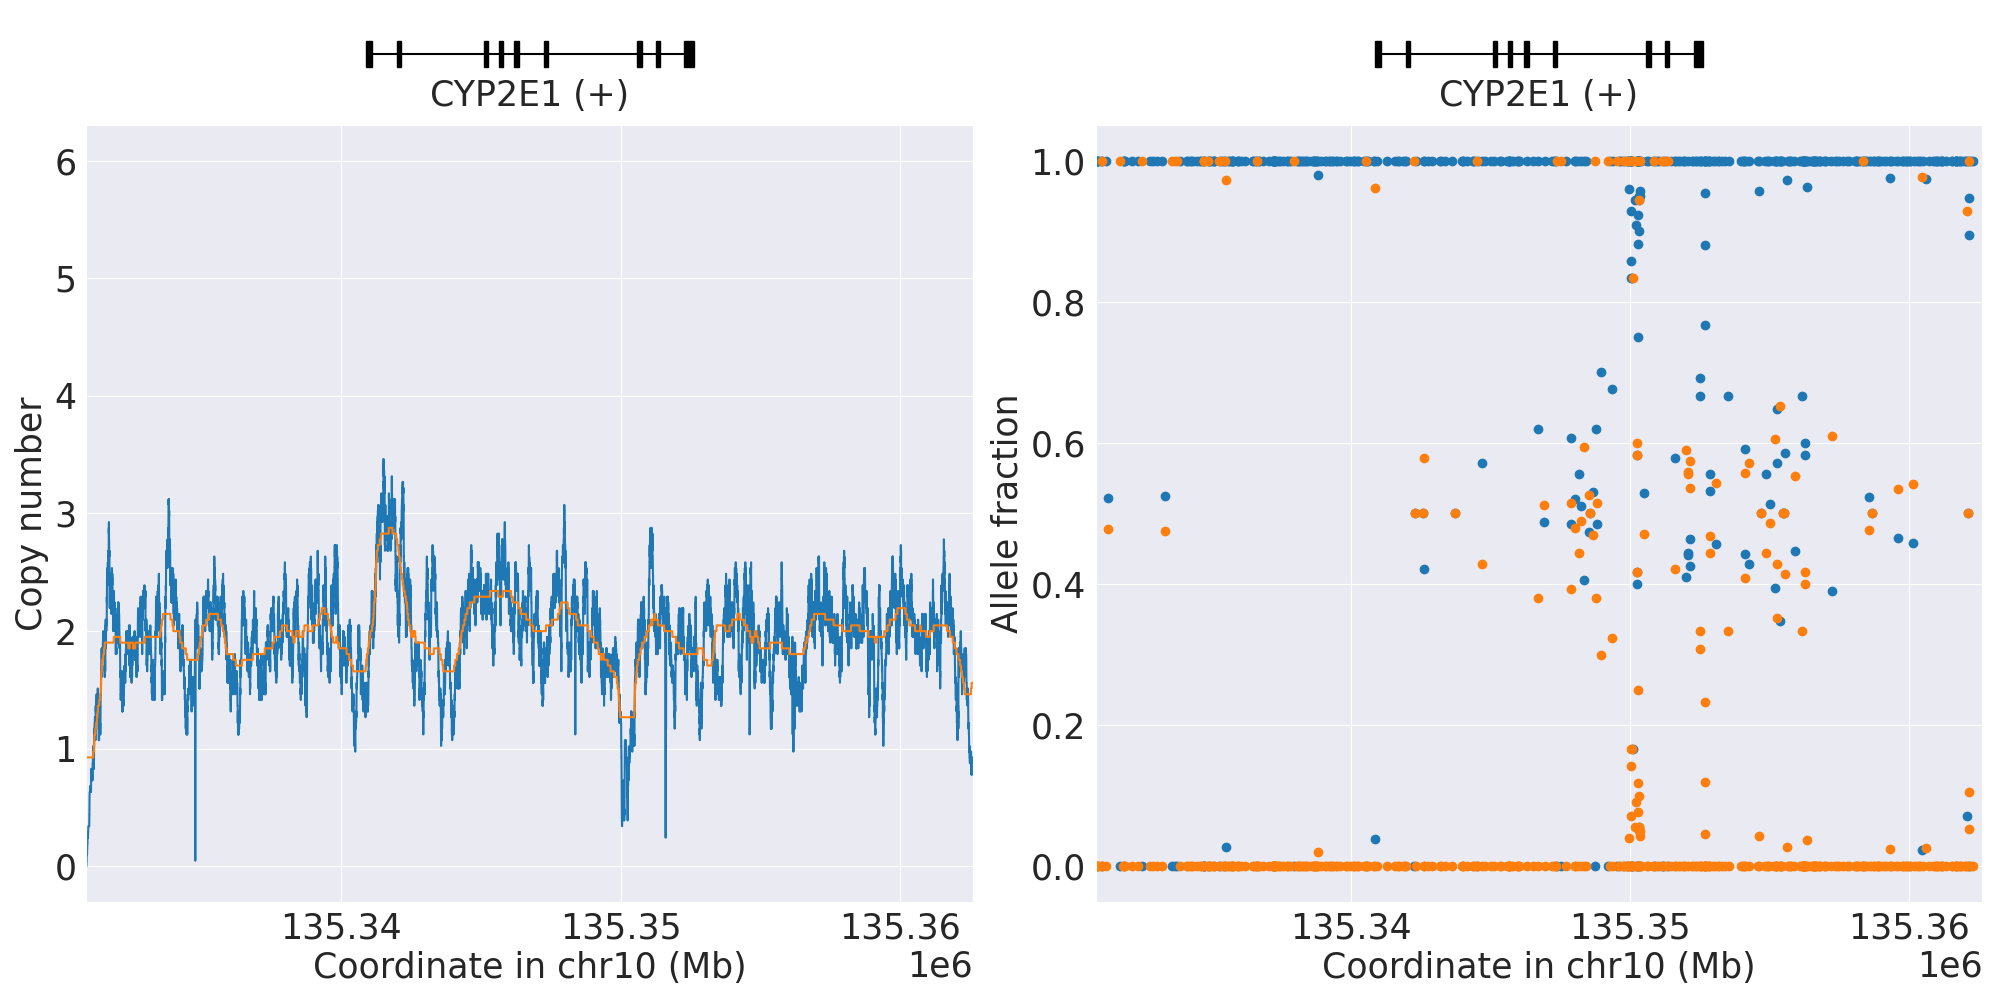 CYP2E1 (+)
CYP2E1 (+)
6
5
4
3
2
1
0
Copy number
135.34
135.35
135.36
Coordinate in chr10 (Mb)
1e6
1.0
0.8
0.6
0.4
0.2
0.0
Allele fraction
135.34
135.35
135.36
Coordinate in chr10 (Mb)
1e6